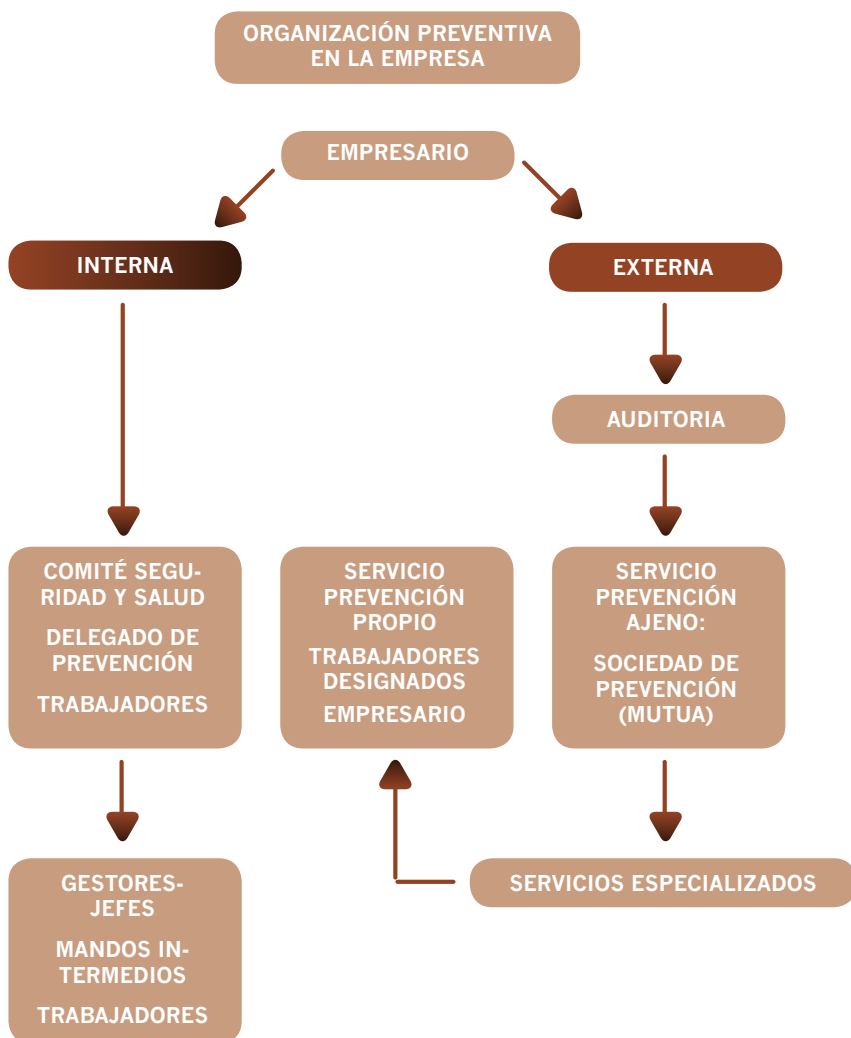 ORGANIZACIÓN PREVENTIVA
EN LA EMPRESA
EMPRESARIO
INTERNA
EXTERNA
AUDITORIA
COMITÉ SEGU-
RIDAD Y SALUD
DELEGADO DE
PREVENCIÓN
TRABAJADORES
SERVICIO
PREVENCIÓN
PROPIO
TRABAJADORES
DESIGNADOS
EMPRESARIO
SERVICIO
PREVENCIÓN
AJENO:
SOCIEDAD DE
PREVENCIÓN
(MUTUA)
GESTORES-
JEFES
MANDOS IN-
TERMEDIOS
TRABAJADORES
SERVICIOS ESPECIALIZADOS